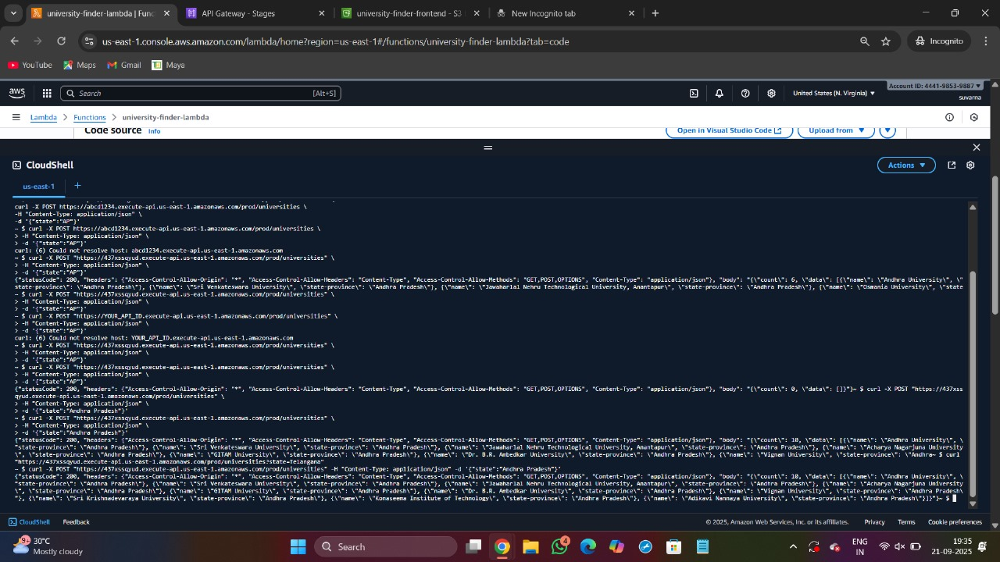 university-finder-lambda | Func
API Gateway - Stages
university-finder-frontend - S3
New Incognito tab
us-east-1.console.aws.amazon.com/lambda/home?region=us-east-1#/functions/university-finder-lambda?tab=code
Incognito
YouTube
Maps
Gmail
Maya
aws
Search
[Alt+S]
Account ID: 4441-9853-9887
United States (N. Virginia)
suvarna
Lambda
Functions
university-finder-lambda
Code source
Info
Open in Visual Studio Code
Upload from
CloudShell
Actions
us-east-1
curl -X POST https://abcd1234.execute-api.us-east-1.amazonaws.com/prod/universities \
-H "Content-Type: application/json" \
-d '{"state":"AP"}'
~ $ curl -X POST https://abcd1234.execute-api.us-east-1.amazonaws.com/prod/universities \
> -H "Content-Type: application/json" \
> -d '{"state":"AP"}'
curl: (6) Could not resolve host: abcd1234.execute-api.us-east-1.amazonaws.com
~ $ curl -X POST "https://437xssqyud.execute-api.us-east-1.amazonaws.com/prod/universities" \
> -H "Content-Type: application/json" \
> -d '{"state":"AP"}'
{"statusCode": 200, "headers": {"Access-Control-Allow-Origin": "*", "Access-Control-Allow-Headers": "Content-Type", "Access-Control-Allow-Methods": "GET,POST,OPTIONS", "Content-Type": "application/json"}, "body": "{\"count\": 6, \"data\": [{\"name\": \"Andhra University\", \"
state-province\": \"Andhra Pradesh\"}, {\"name\": \"Sri Venkateswara University\", \"state-province\": \"Andhra Pradesh\"}, {\"name\": \"Jawaharlal Nehru Technological University, Anantapur\", \"state-province\": \"Andhra Pradesh\"}, {\"name\": \"Osmania University\", \"state
~ $ curl -X POST "https://437xssqyud.execute-api.us-east-1.amazonaws.com/prod/universities" \
> -H "Content-Type: application/json" \
> -d '{"state":"AP"}'
~ $ curl -X POST "https://YOUR_API_ID.execute-api.us-east-1.amazonaws.com/prod/universities" \
> -H "Content-Type: application/json" \
> -d '{"state":"AP"}'
curl: (6) Could not resolve host: YOUR_API_ID.execute-api.us-east-1.amazonaws.com
~ $ curl -X POST "https://437xssqyud.execute-api.us-east-1.amazonaws.com/prod/universities" \
> -H "Content-Type: application/json" \
> -d '{"state":"AP"}'
~ $ curl -X POST "https://437xssqyud.execute-api.us-east-1.amazonaws.com/prod/universities" \
> -H "Content-Type: application/json" \
> -d '{"state":"AP"}'
{"statusCode": 200, "headers": {"Access-Control-Allow-Origin": "*", "Access-Control-Allow-Headers": "Content-Type", "Access-Control-Allow-Methods": "GET,POST,OPTIONS", "Content-Type": "application/json"}, "body": "{\"count\": 0, \"data\": []}"}~ $ curl -X POST "https://437xss
qyud.execute-api.us-east-1.amazonaws.com/prod/universities" \
> -H "Content-Type: application/json" \
> -d '{"state":"Andhra Pradesh"}'
~ $ curl -X POST "https://437xssqyud.execute-api.us-east-1.amazonaws.com/prod/universities" \
> -H "Content-Type: application/json" \
> -d '{"state":"Andhra Pradesh"}'
{"statusCode": 200, "headers": {"Access-Control-Allow-Origin": "*", "Access-Control-Allow-Headers": "Content-Type", "Access-Control-Allow-Methods": "GET,POST,OPTIONS", "Content-Type": "application/json"}, "body": "{\"count\": 10, \"data\": [{\"name\": \"Andhra University\", \
"state-province\": \"Andhra Pradesh\"}, {\"name\": \"Sri Venkateswara University\", \"state-province\": \"Andhra Pradesh\"}, {\"name\": \"Jawaharlal Nehru Technological University, Anantapur\", \"state-province\": \"Andhra Pradesh\"}, {\"name\": \"Acharya Nagarjuna University
\", \"state-province\": \"Andhra Pradesh\"}, {\"name\": \"GITAM University\", \"state-province\": \"Andhra Pradesh\"}, {\"name\": \"Dr. B.R. Ambedkar University\", \"state-province\": \"Andhra Pradesh\"}, {\"name\": \"Vignan University\", \"state-province\": \"Andhra~ $ curl
"https://437xssqyud.execute-api.us-east-1.amazonaws.com/prod/universities?state=Telangana"
~ $ curl -X POST "https://437xssqyud.execute-api.us-east-1.amazonaws.com/prod/universities" -H "Content-Type: application/json" -d '{"state":"Andhra Pradesh"}'
{"statusCode": 200, "headers": {"Access-Control-Allow-Origin": "*", "Access-Control-Allow-Headers": "Content-Type", "Access-Control-Allow-Methods": "GET,POST,OPTIONS", "Content-Type": "application/json"}, "body": "{\"count\": 10, \"data\": [{\"name\": \"Andhra University\", \
"state-province\": \"Andhra Pradesh\"}, {\"name\": \"Sri Venkateswara University\", \"state-province\": \"Andhra Pradesh\"}, {\"name\": \"Jawaharlal Nehru Technological University, Anantapur\", \"state-province\": \"Andhra Pradesh\"}, {\"name\": \"Acharya Nagarjuna University
\", \"state-province\": \"Andhra Pradesh\"}, {\"name\": \"GITAM University\", \"state-province\": \"Andhra Pradesh\"}, {\"name\": \"Dr. B.R. Ambedkar University\", \"state-province\": \"Andhra Pradesh\"}, {\"name\": \"Vignan University\", \"state-province\": \"Andhra Pradesh\
"}, {\"name\": \"Sri Krishnadevaraya University\", \"state-province\": \"Andhra Pradesh\"}, {\"name\": \"Konaseema Institute of Technology\", \"state-province\": \"Andhra Pradesh\"}, {\"name\": \"Adikavi Nannaya University\", \"state-province\": \"Andhra Pradesh\"}]}"}~ $
CloudShell
Feedback
© 2025, Amazon Web Services, Inc. or its affiliates.
Privacy
Terms
Cookie preferences
9+
30°C
Mostly cloudy
Search
4
ENG
IN
19:35
21-09-2025